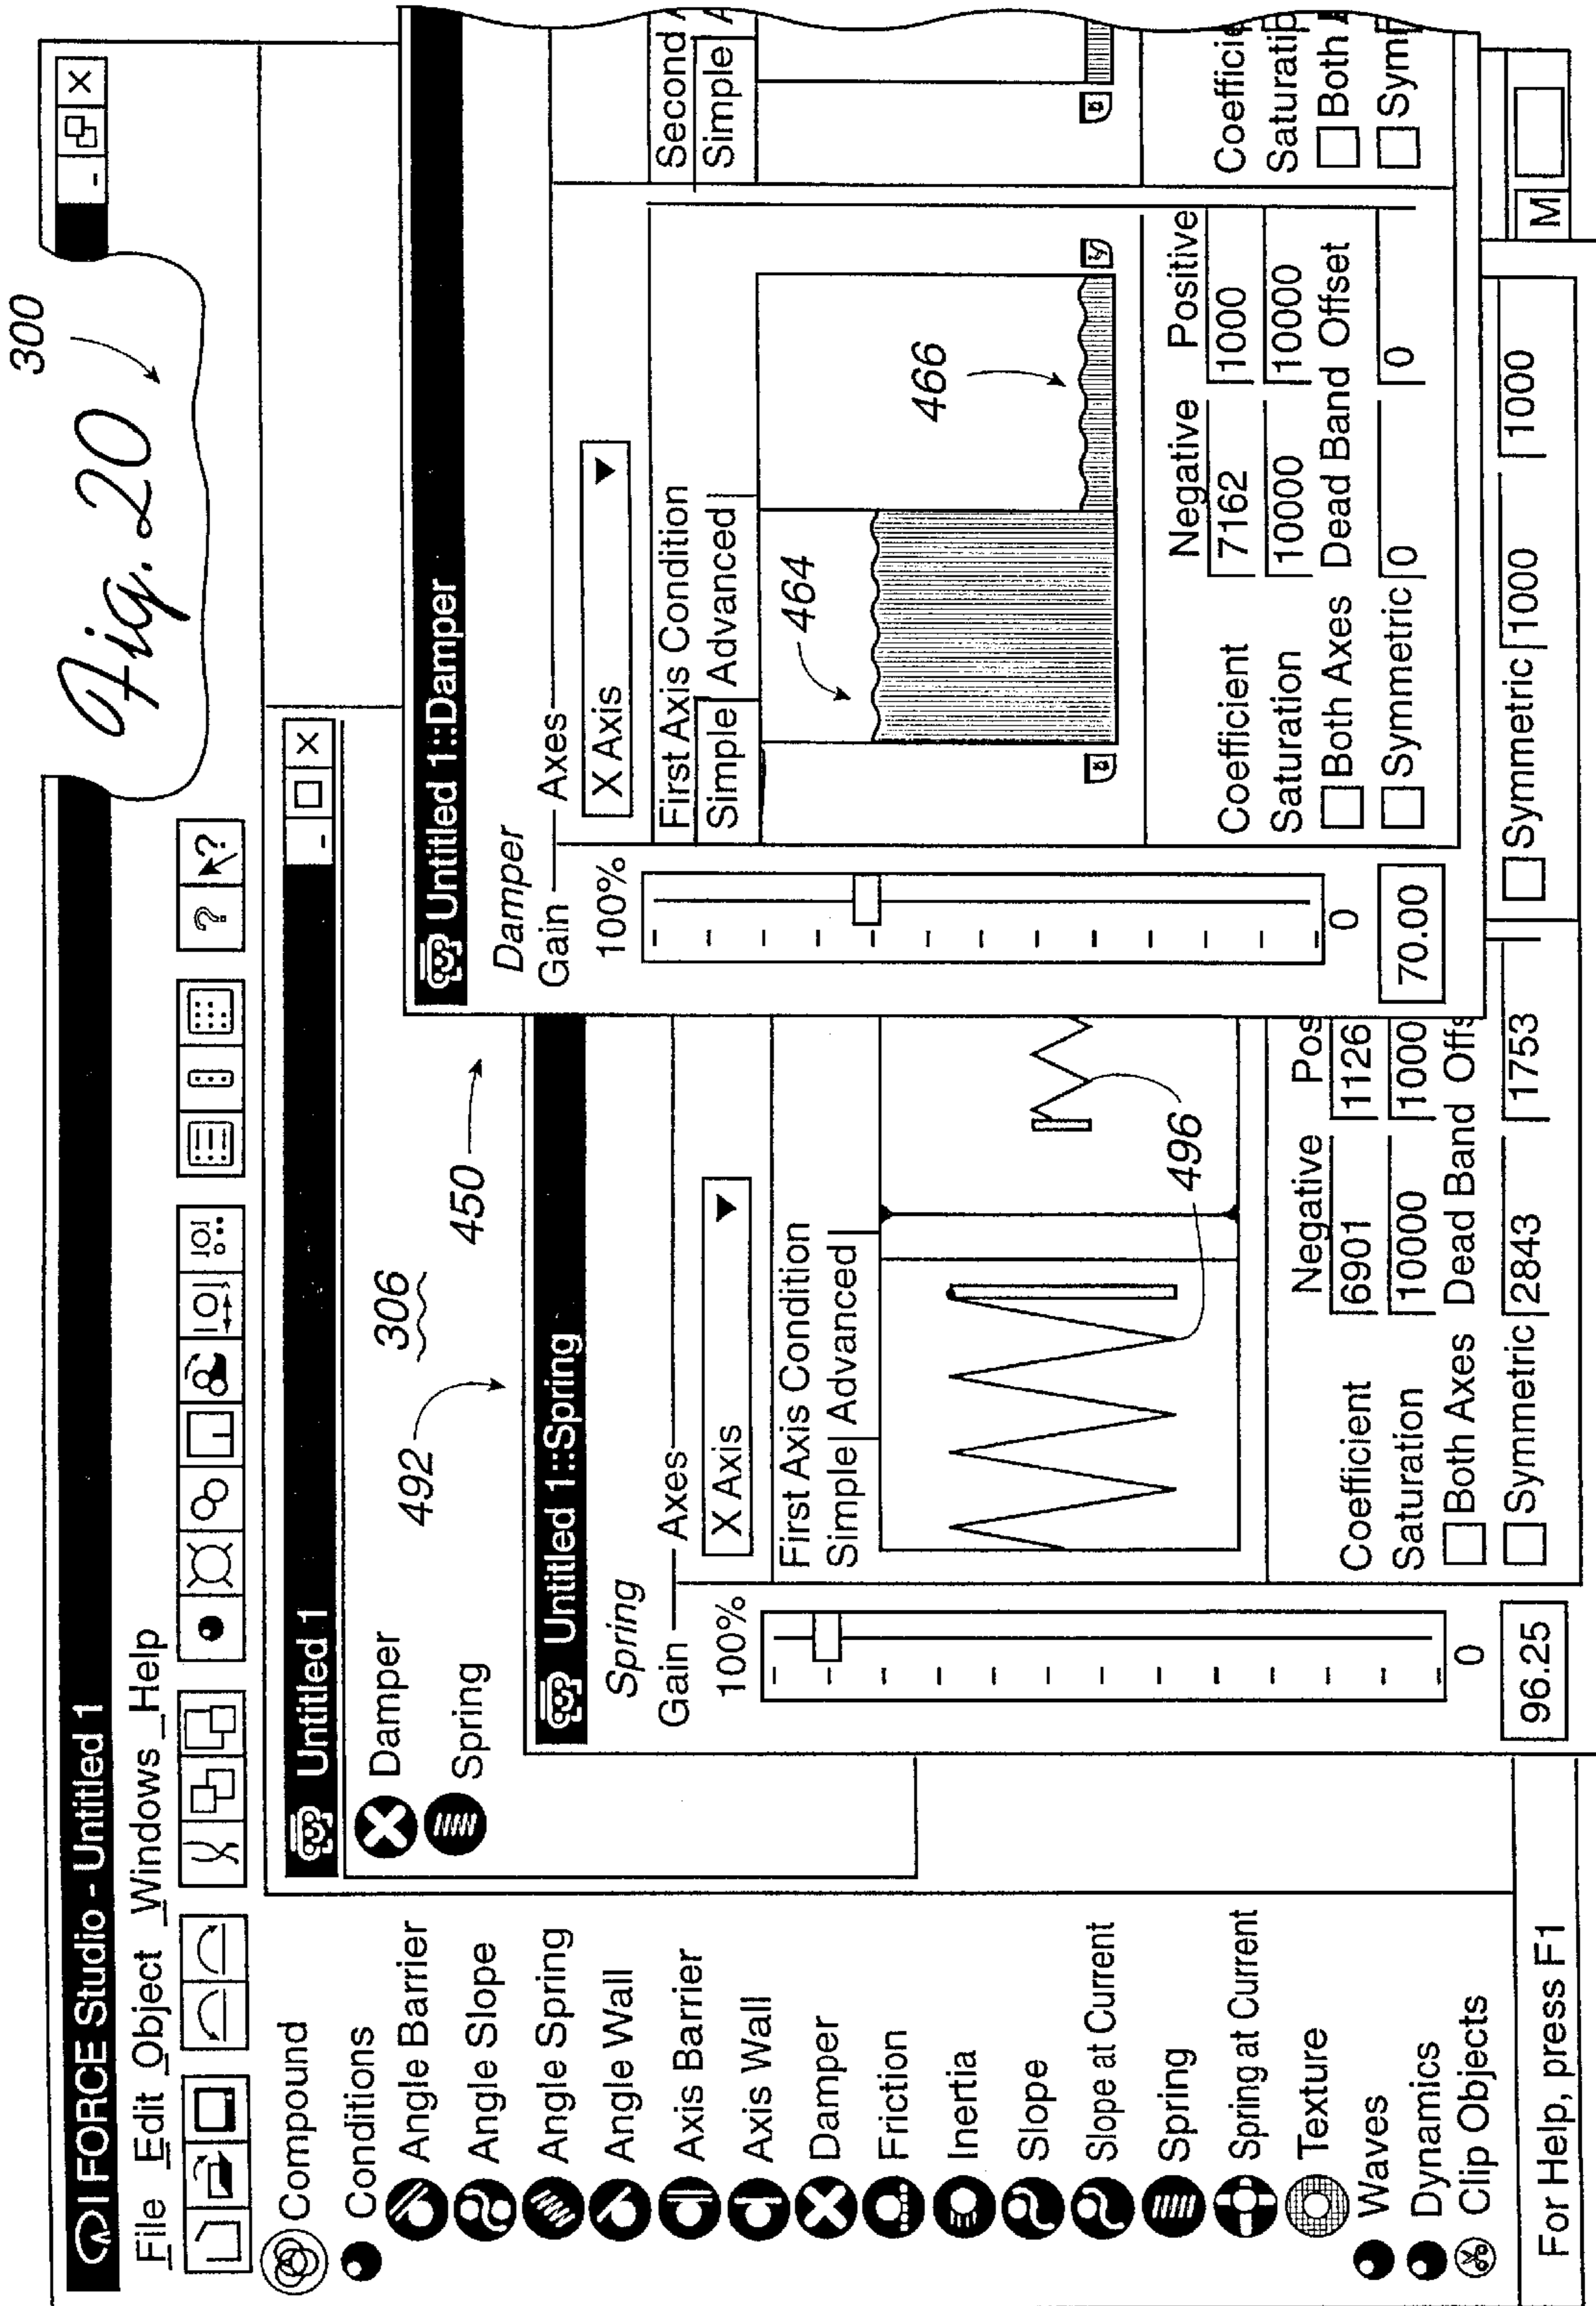 Fig. 20
300
I FORCE Studio - Untitled 1
File Edit Object Windows Help
? ?
Compound
Conditions
Angle Barrier
Angle Slope
Angle Spring
Angle Wall
Axis Barrier
Axis Wall
Damper
Friction
Inertia
Slope
Slope at Current
Spring
Spring at Current
Texture
Waves
Dynamics
Clip Objects
For Help, press F1
M
Untitled 1
Damper
Spring
306
492
450
Untitled 1::Spring
Spring
Gain
Axes
100%
X Axis
First Axis Condition
Simple Advanced
496
Negative Pos
Coefficient 6901 1126
Saturation 10000 1000
Both Axes Dead Band Offs
Symmetric 2843 1753
0
96.25
Symmetric 1000 1000
Untitled 1::Damper
Damper
Gain
Axes
100%
X Axis
First Axis Condition
Simple Advanced
464
466
Negative Positive
Coefficient 7162 1000
Saturation 10000 10000
Both Axes Dead Band Offset
Symmetric 0 0
0
70.00
Second A
Simple A
Coefficie
Saturatio
Both A
Sym